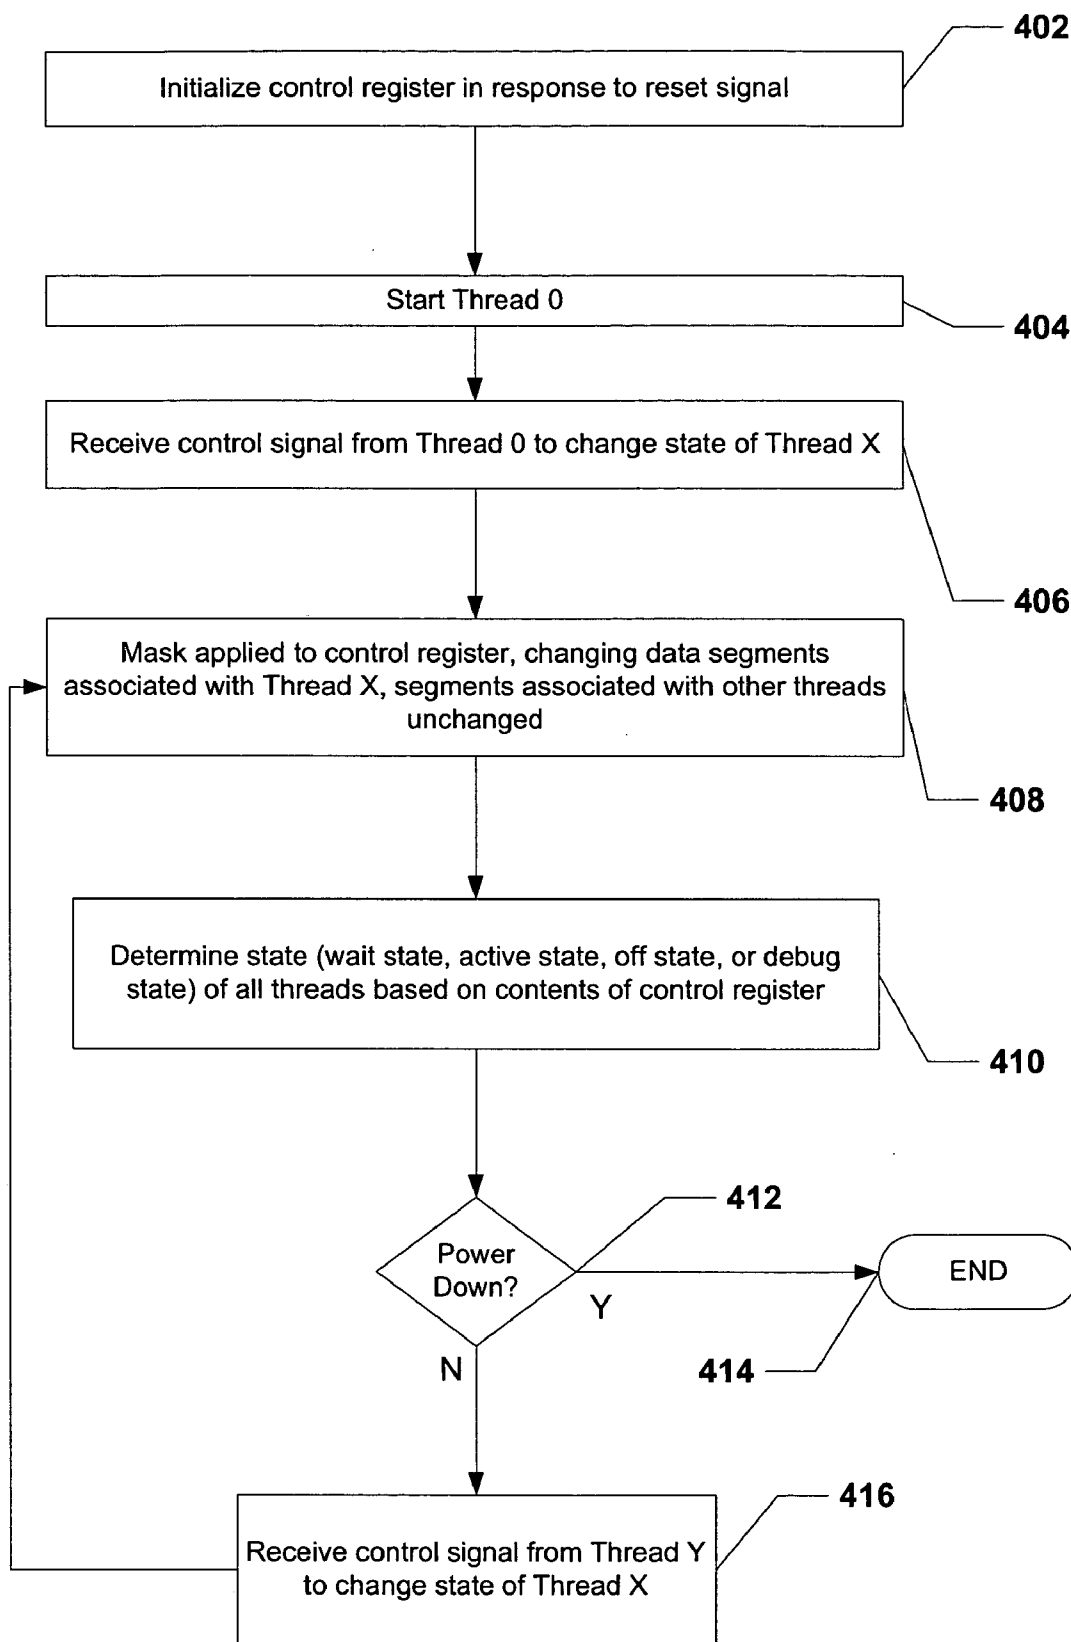 402
Initialize control register in response to reset signal
Start Thread 0
404
Receive control signal from Thread 0 to change state of Thread X
406
Mask applied to control register, changing data segments
associated with Thread X, segments associated with other threads
unchanged
408
Determine state (wait state, active state, off state, or debug
state) of all threads based on contents of control register
410
412
Power
Down?
Y
END
N
414
416
Receive control signal from Thread Y
to change state of Thread X